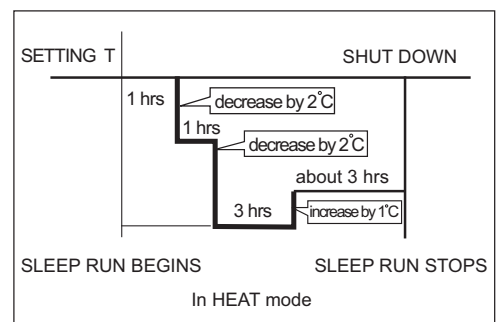 SETTING T
SHUT DOWN
1 hrs
decrease by 2°C
1 hrs
decrease by 2°C
about 3 hrs
3 hrs
increase by 1°C
SLEEP RUN BEGINS
SLEEP RUN STOPS
In HEAT mode